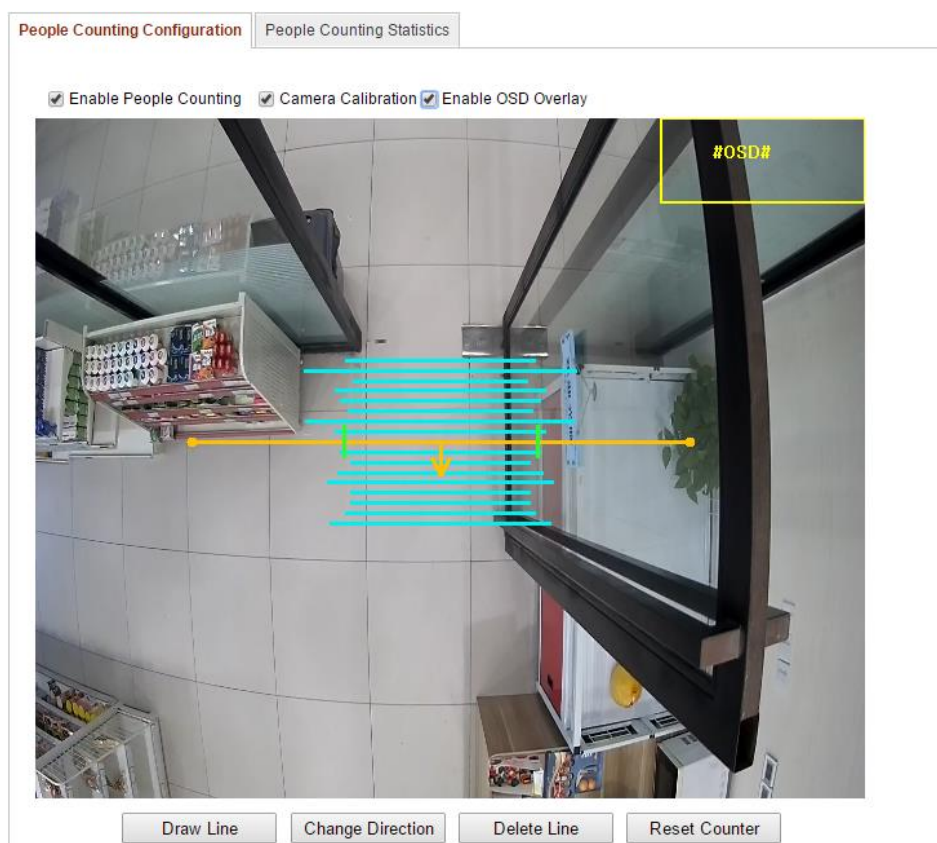 People Counting Configuration
People Counting Statistics
Enable People Counting
Camera Calibration
Enable OSD Overlay
#OSD#
Draw Line
Change Direction
Delete Line
Reset Counter